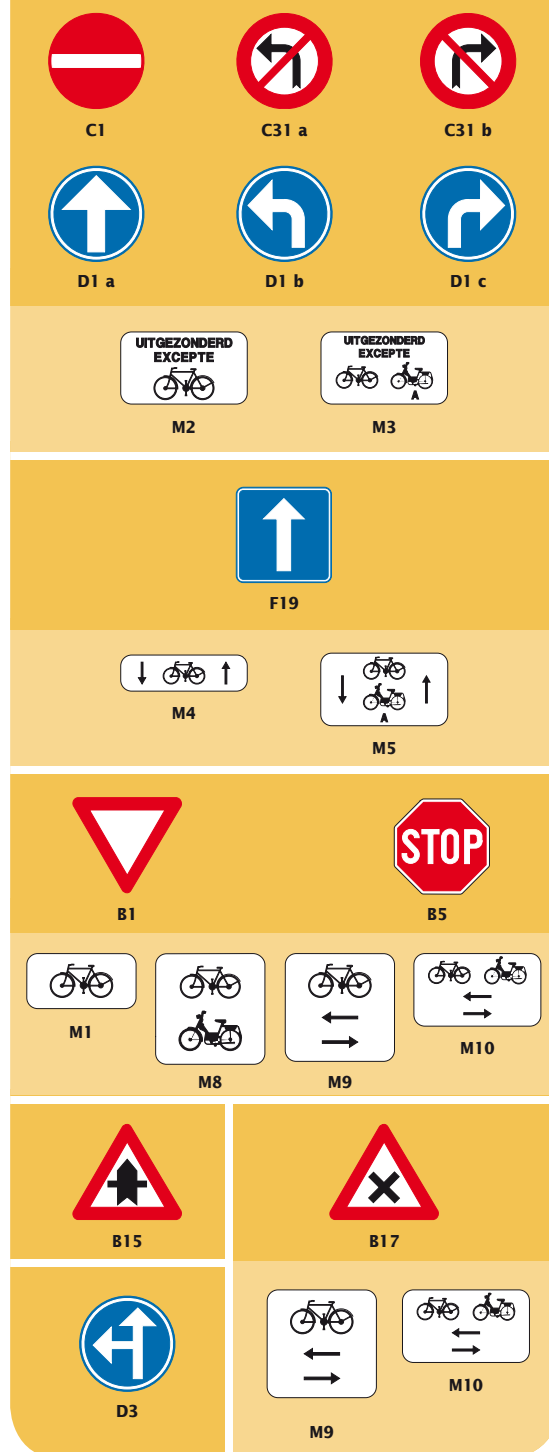 C1
C31 a
C31 b
D1 a
D1 b
D1 c
UITGEZONDERD
EXCEPTE
M2
UITGEZONDERD
EXCEPTE
A
M3
F19
M4
A
M5
B1
STOP
B5
M1
M8
M9
M10
B15
B17
D3
M9
M10